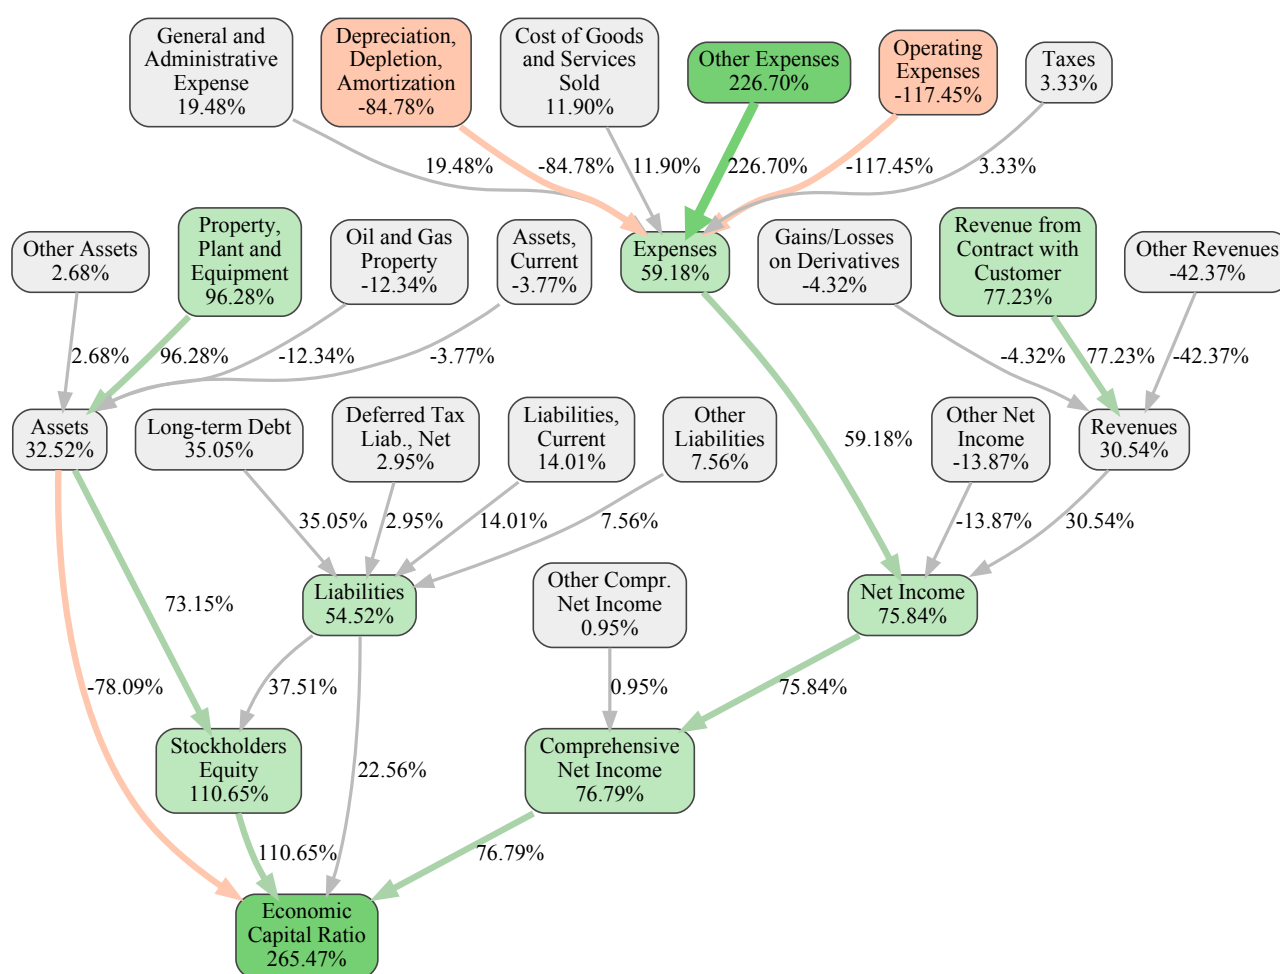 General and
Administrative
Expense
19.48%
Depreciation,
Depletion,
Amortization
-84.78%
Cost of Goods
and Services
Sold
11.90%
Other Expenses
226.70%
Operating
Expenses
-117.45%
Taxes
3.33%
19.48%
-84.78%
11.90%
226.70%
-117.45%
3.33%
Other Assets
2.68%
Property,
Plant and
Equipment
96.28%
Oil and Gas
Property
-12.34%
Assets,
Current
-3.77%
Expenses
59.18%
Gains/Losses
on Derivatives
-4.32%
Revenue from
Contract with
Customer
77.23%
Other Revenues
-42.37%
2.68%
96.28%
-12.34%
-3.77%
-4.32%
77.23%
-42.37%
Assets
32.52%
Long-term Debt
35.05%
Deferred Tax
Liab., Net
2.95%
Liabilities,
Current
14.01%
Other
Liabilities
7.56%
59.18%
Other Net
Income
-13.87%
Revenues
30.54%
35.05%
2.95%
14.01%
7.56%
-13.87%
30.54%
73.15%
Liabilities
54.52%
Other Compr.
Net Income
0.95%
Net Income
75.84%
-78.09%
37.51%
0.95%
75.84%
Stockholders
Equity
110.65%
22.56%
Comprehensive
Net Income
76.79%
110.65%
76.79%
Economic
Capital Ratio
265.47%